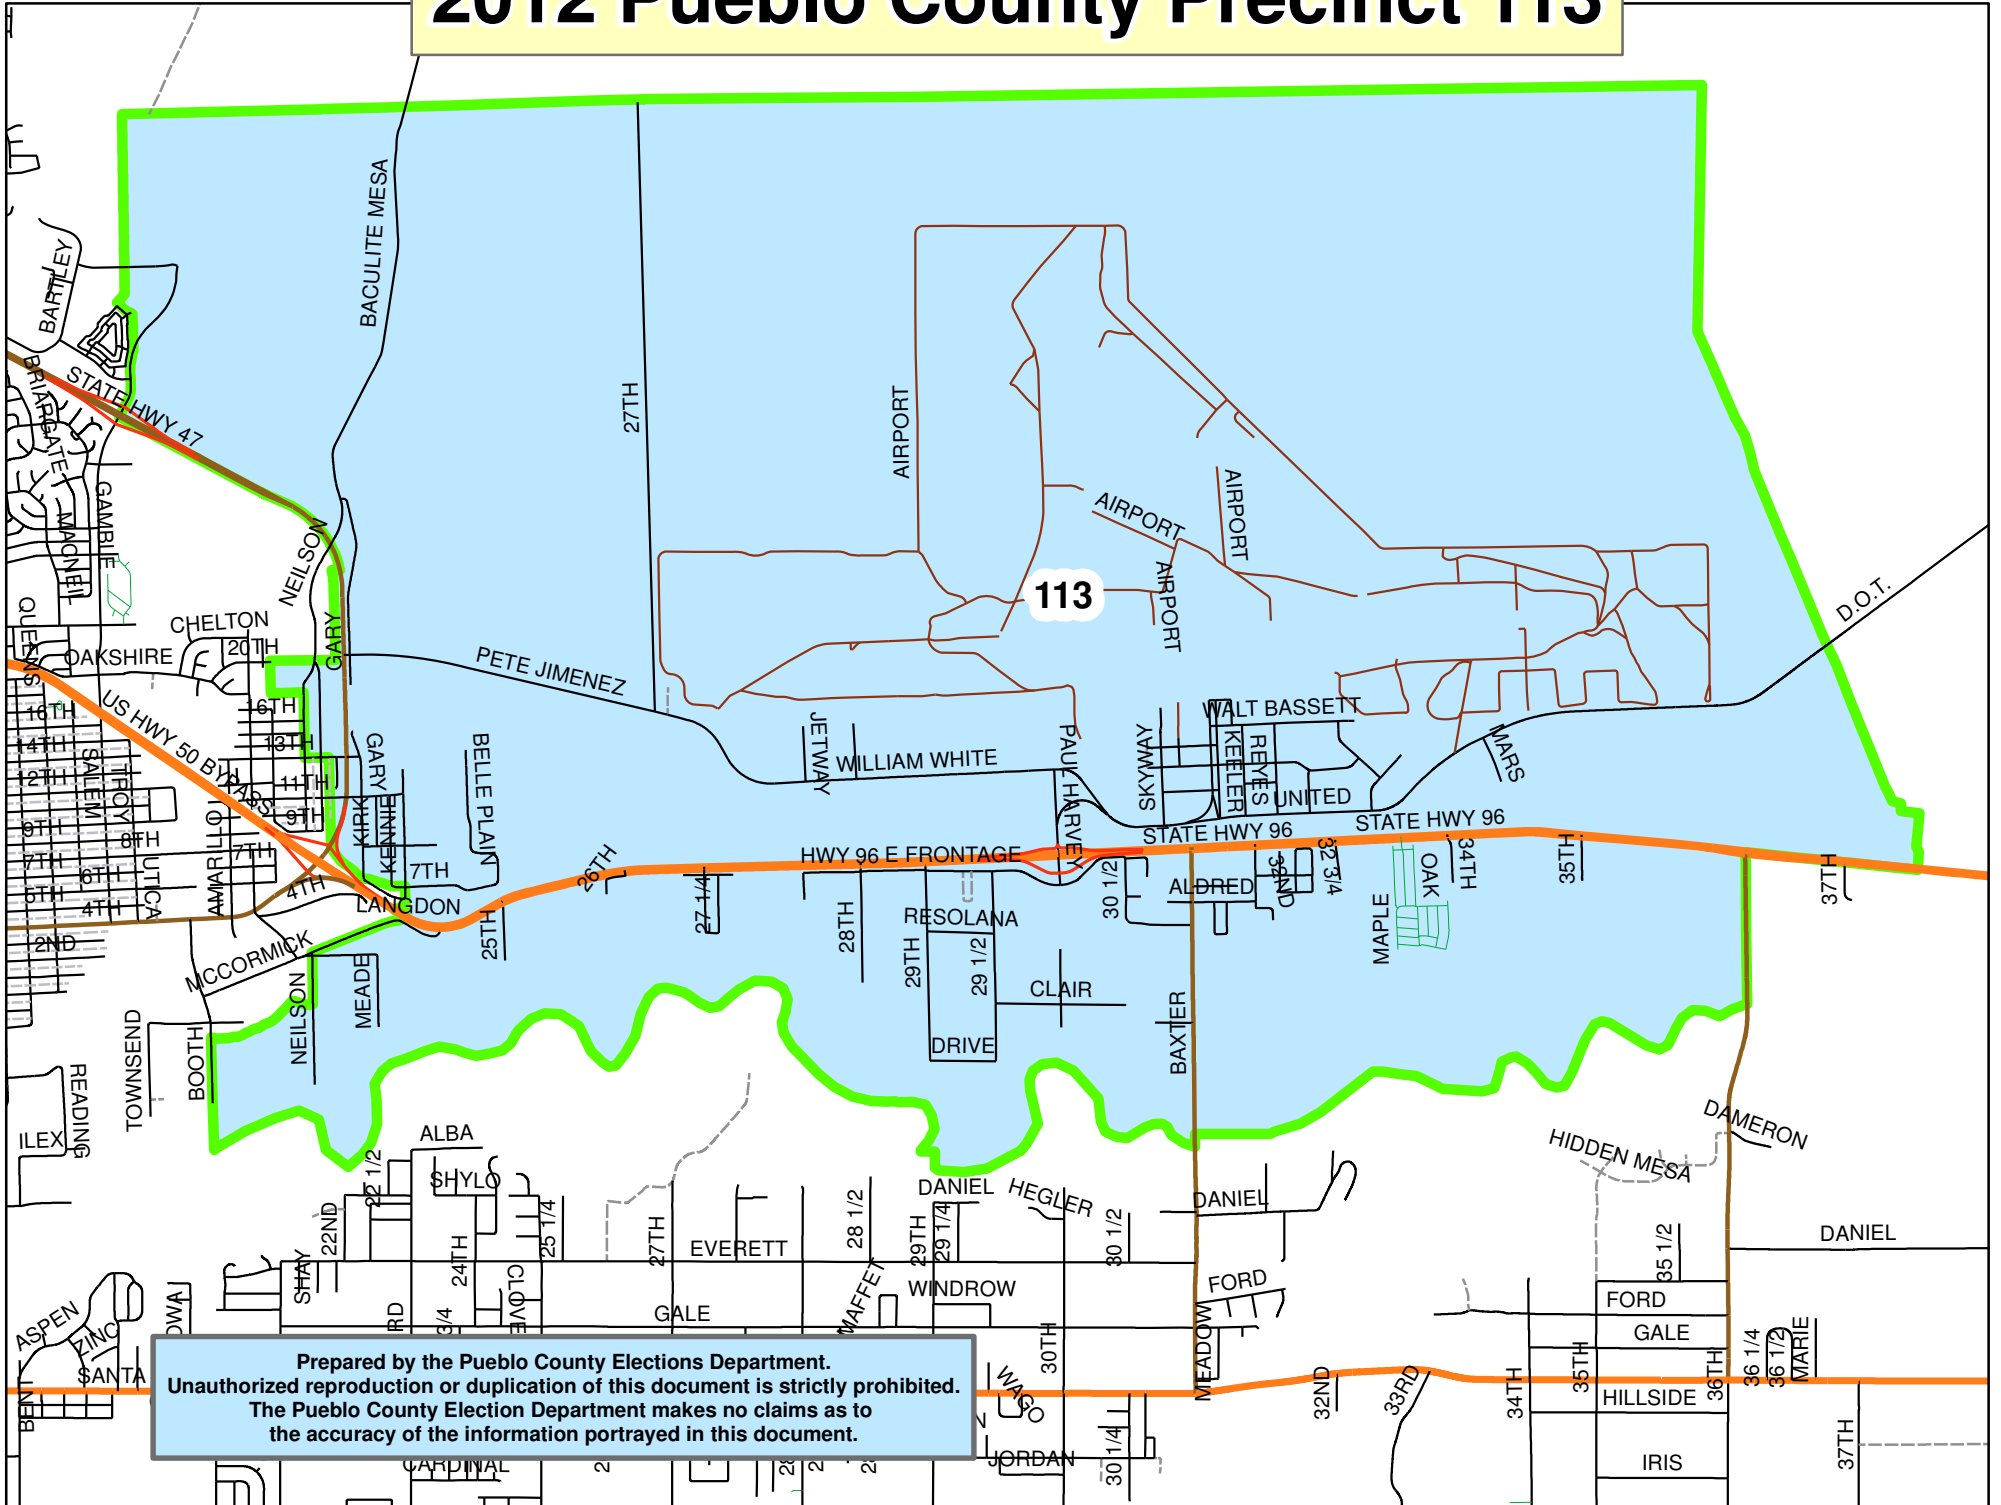 2012 Pueblo County Precinct 113
BACULITE MESA
BARTLEY
27TH
AIRPORT
BRIARGATE
STATE HWY 47
GAMBLE
MACNEIL
NEILSON
AIRPORT
AIRPORT
AIRPORT
113
D.O.T.
QUEENS
CHELTON
20TH
OAKSHIRE
GARY
PETE JIMENEZ
US HWY 50 BYPASS
16TH
16TH
14TH
13TH
12TH
11TH
SALEM
TROY
GARY
BELLE PLAIN
JETWAY
WILLIAM WHITE
PAUL HARVEY
SKYWAY
WALT BASSETT
KEELER
REYES
UNITED
MARS
9TH
9TH
8TH
7TH
7TH
6TH
5TH
4TH
4TH
2ND
UTICA
AMARILLO
KIRK
KENNIE
7TH
LANGDON
26TH
HWY 96 E FRONTAGE
STATE HWY 96
STATE HWY 96
25TH
27 1/4
28TH
RESOLANA
29TH
29 1/2
30 1/2
ALDRED
32ND
32 3/4
MAPLE
OAK
34TH
35TH
37TH
MCCORMICK
NEILSON
MEADE
CLAIR
DRIVE
BAXTER
TOWNSEND
BOOTH
READING
ILEX
ALBA
22 1/2
SHYLO
22ND
24TH
25 1/4
27TH
28 1/2
DANIEL
29TH
29 1/4
HEGLER
30 1/2
DANIEL
HIDDEN MESA
DAMERON
35 1/2
DANIEL
EVERETT
SHAY
CLOVE
WINDROW
MAFFET
FORD
FORD
GALE
GALE
RD
3/4
30TH
MEADOW
ASPEN
ZINC
OWA
SANTA
WAGO
32ND
33RD
34TH
35TH
36TH
36 1/4
36 1/2
MARIE
HILLSIDE
IRIS
37TH
JORDAN
30 1/4
CARDINAL
Prepared by the Pueblo County Elections Department.
Unauthorized reproduction or duplication of this document is strictly prohibited.
The Pueblo County Election Department makes no claims as to
the accuracy of the information portrayed in this document.